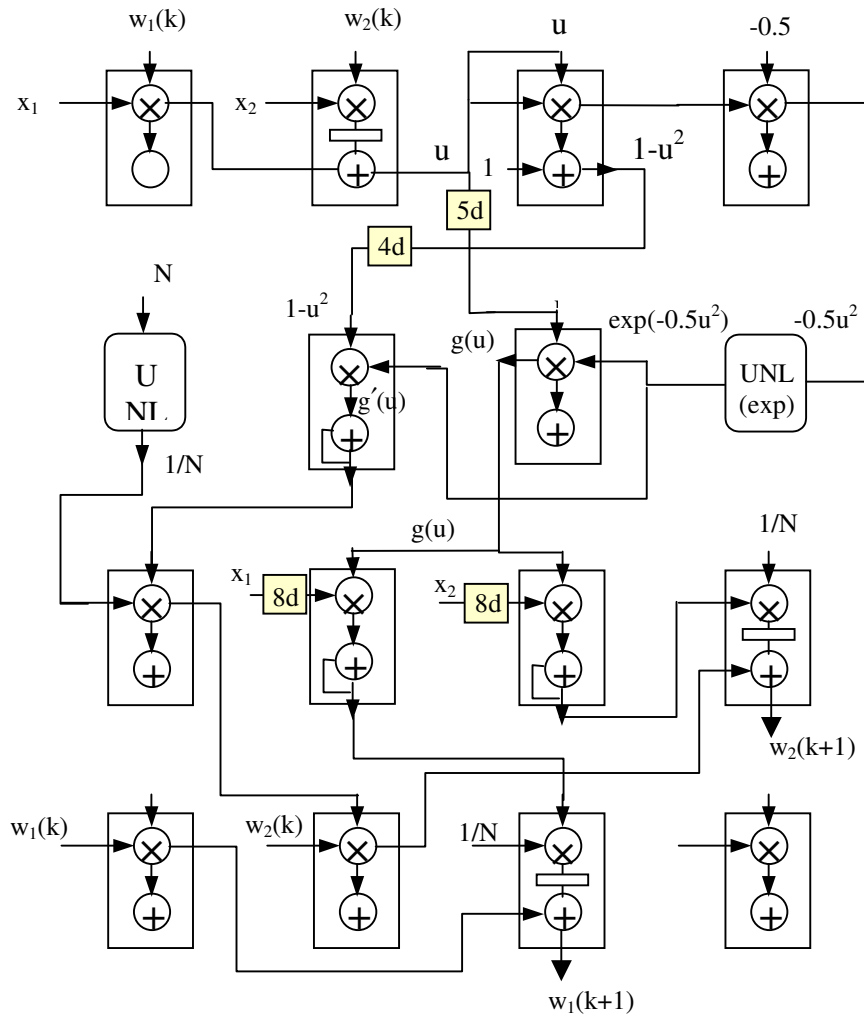 w₁(k)
w₂(k)
u
-0.5
x₁
x₂
u
1
1-u²
5d
4d
N
1-u²
g(u)
exp(-0.5u²)
-0.5u²
U
NL
g´(u)
UNL
(exp)
1/N
g(u)
1/N
x₁
8d
x₂
8d
w₂(k+1)
w₁(k)
w₂(k)
1/N
w₁(k+1)